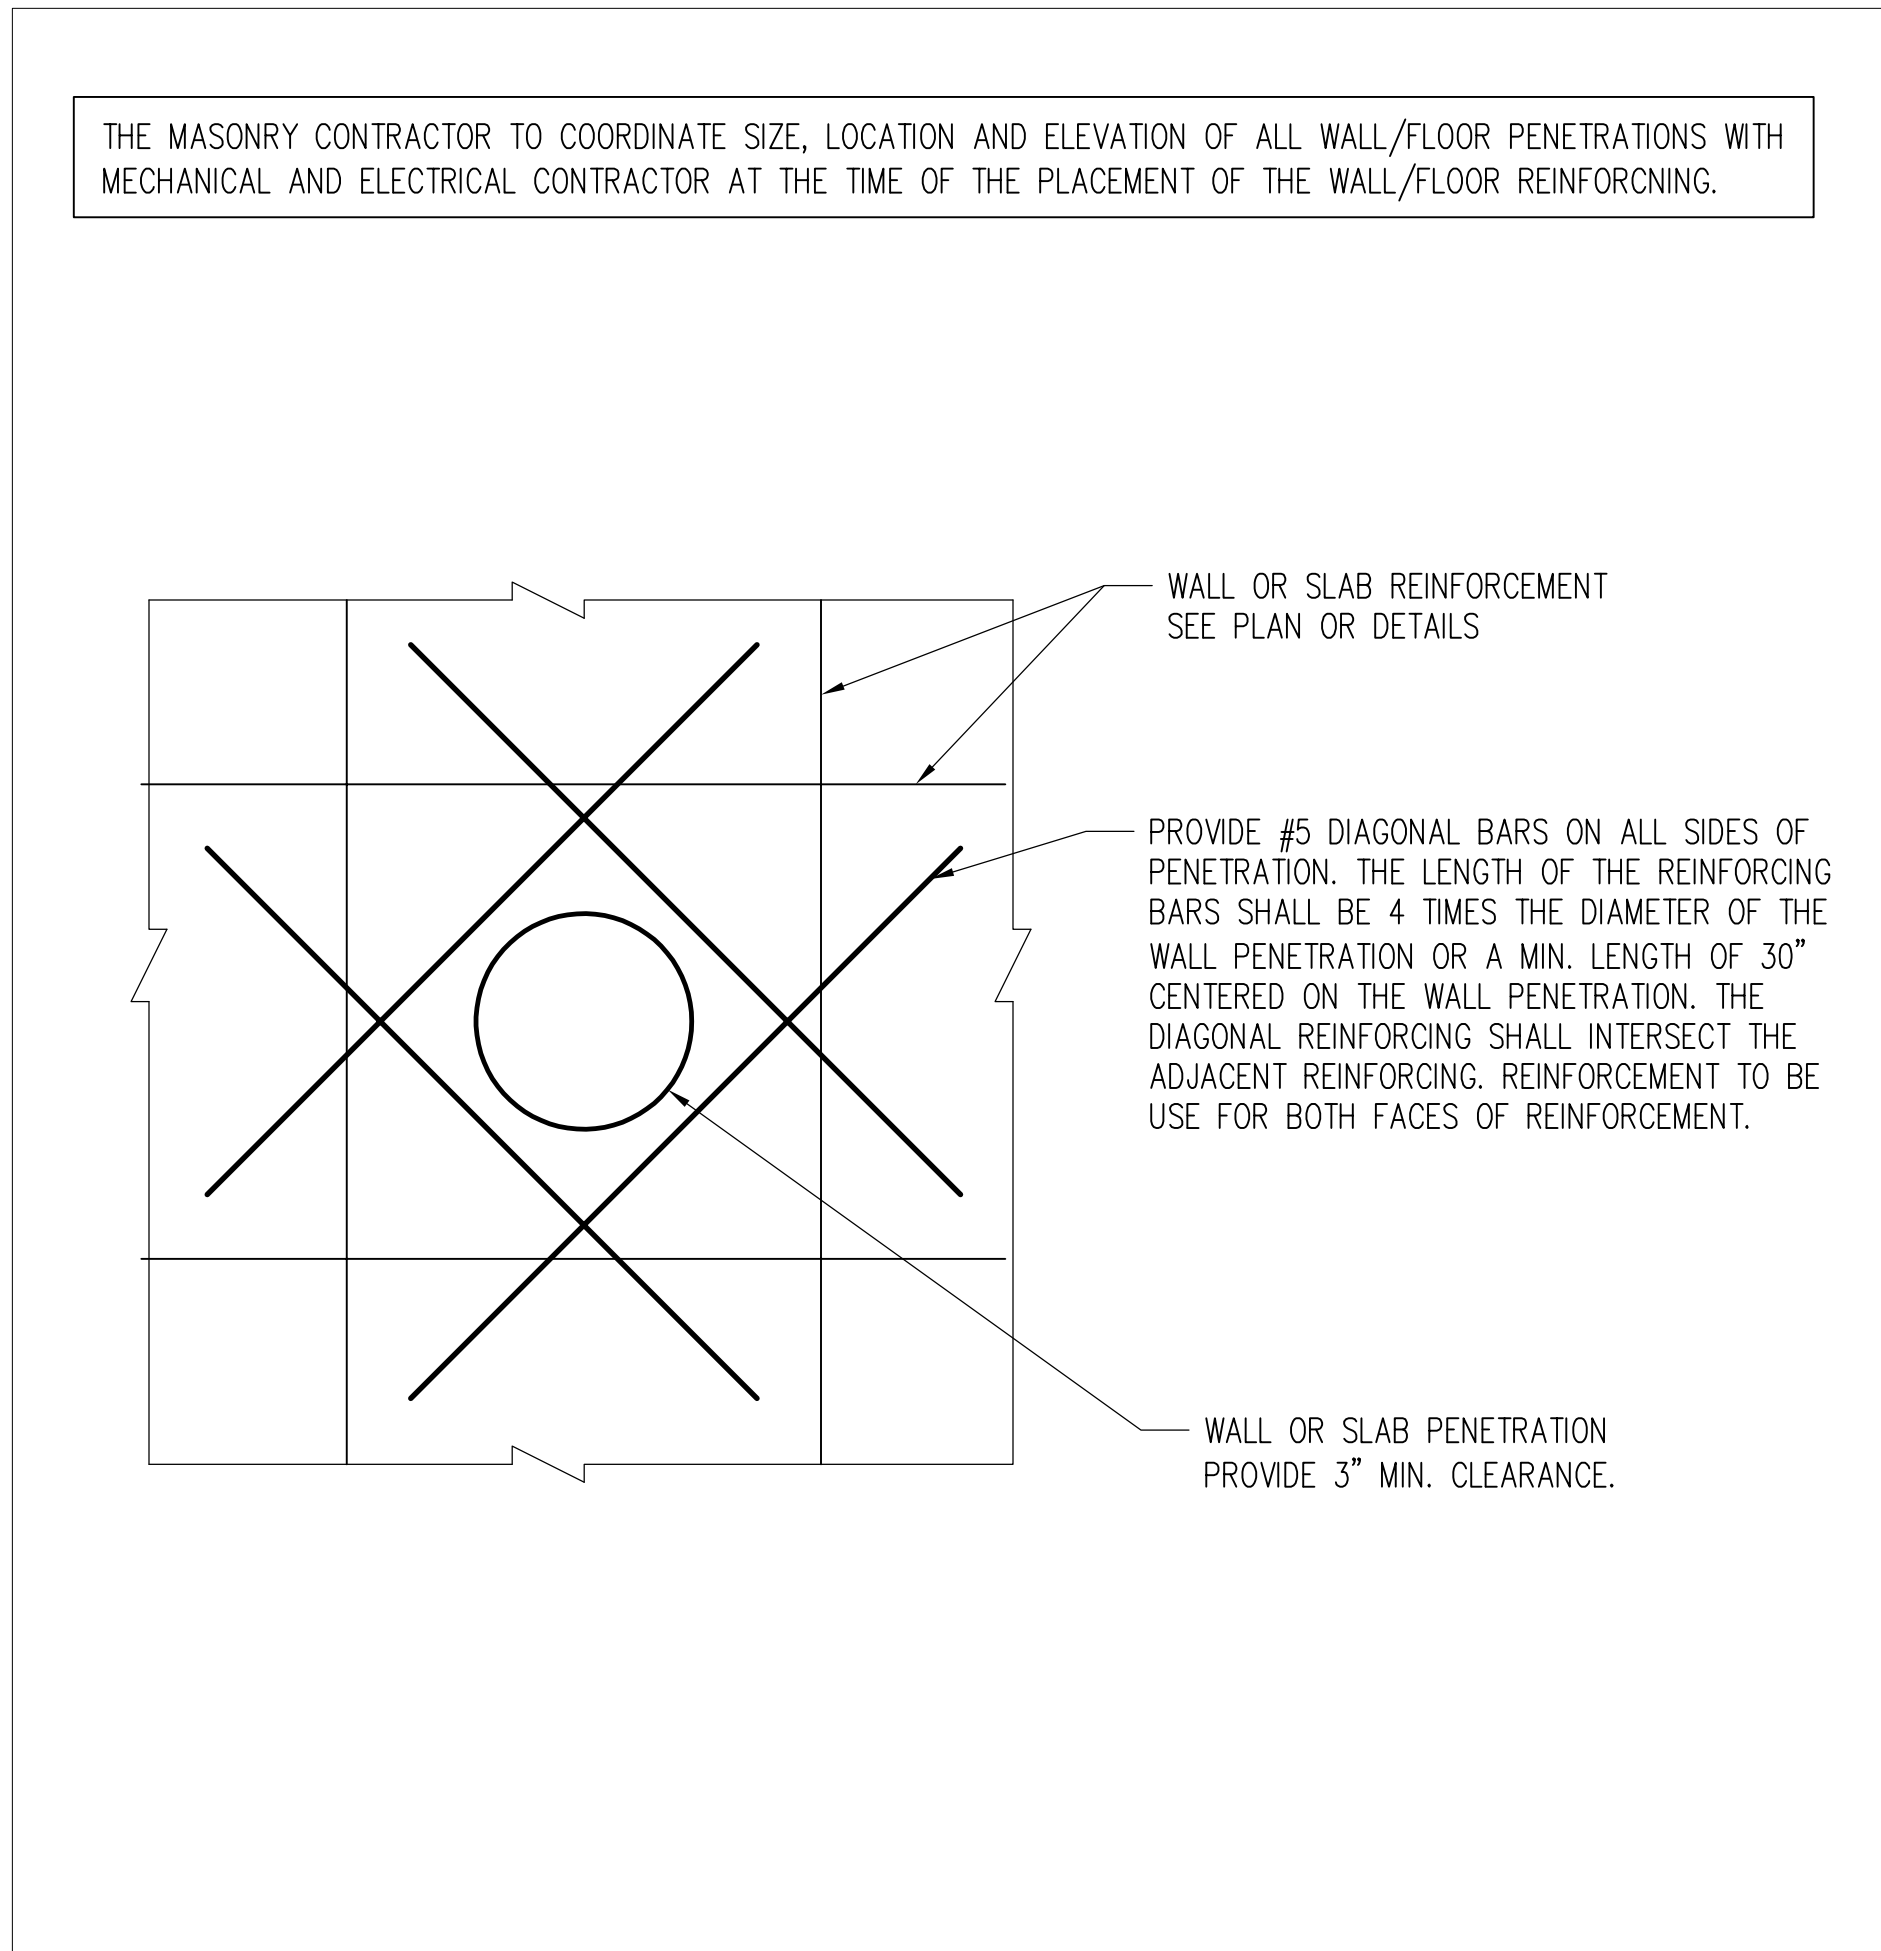 THE MASONRY CONTRACTOR TO COORDINATE SIZE, LOCATION AND ELEVATION OF ALL WALL/FLOOR PENETRATIONS WITH
MECHANICAL AND ELECTRICAL CONTRACTOR AT THE TIME OF THE PLACEMENT OF THE WALL/FLOOR REINFORCNING.
WALL OR SLAB REINFORCEMENT
SEE PLAN OR DETAILS
PROVIDE #5 DIAGONAL BARS ON ALL SIDES OF
PENETRATION. THE LENGTH OF THE REINFORCING
BARS SHALL BE 4 TIMES THE DIAMETER OF THE
WALL PENETRATION OR A MIN. LENGTH OF 30”
CENTERED ON THE WALL PENETRATION. THE
DIAGONAL REINFORCING SHALL INTERSECT THE
ADJACENT REINFORCING. REINFORCEMENT TO BE
USE FOR BOTH FACES OF REINFORCEMENT.
WALL OR SLAB PENETRATION
PROVIDE 3” MIN. CLEARANCE.